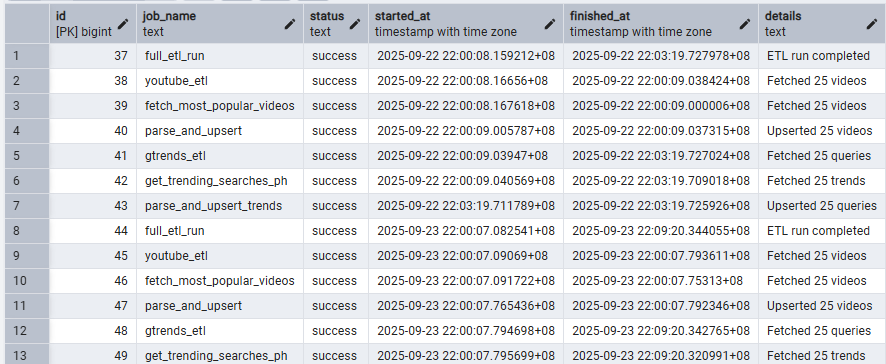 id job_name status started_at finished_at details
[PK] bigint text text timestamp with time zone timestamp with time zone text
1 37 full_etl_run success 2025-09-22 22:00:08.159212+08 2025-09-22 22:03:19.727978+08 ETL run completed
2 38 youtube_etl success 2025-09-22 22:00:08.16656+08 2025-09-22 22:00:09.038424+08 Fetched 25 videos
3 39 fetch_most_popular_videos success 2025-09-22 22:00:08.167618+08 2025-09-22 22:00:09.000006+08 Fetched 25 videos
4 40 parse_and_upsert success 2025-09-22 22:00:09.005787+08 2025-09-22 22:00:09.037315+08 Upserted 25 videos
5 41 gtrends_etl success 2025-09-22 22:00:09.03947+08 2025-09-22 22:03:19.727024+08 Fetched 25 queries
6 42 get_trending_searches_ph success 2025-09-22 22:00:09.040569+08 2025-09-22 22:03:19.709018+08 Fetched 25 trends
7 43 parse_and_upsert_trends success 2025-09-22 22:03:19.711789+08 2025-09-22 22:03:19.725926+08 Upserted 25 queries
8 44 full_etl_run success 2025-09-23 22:00:07.082541+08 2025-09-23 22:09:20.344055+08 ETL run completed
9 45 youtube_etl success 2025-09-23 22:00:07.09069+08 2025-09-23 22:00:07.793611+08 Fetched 25 videos
10 46 fetch_most_popular_videos success 2025-09-23 22:00:07.091722+08 2025-09-23 22:00:07.75313+08 Fetched 25 videos
11 47 parse_and_upsert success 2025-09-23 22:00:07.765436+08 2025-09-23 22:00:07.792346+08 Upserted 25 videos
12 48 gtrends_etl success 2025-09-23 22:00:07.794698+08 2025-09-23 22:09:20.342765+08 Fetched 25 queries
13 49 get_trending_searches_ph success 2025-09-23 22:00:07.795699+08 2025-09-23 22:09:20.320991+08 Fetched 25 trends